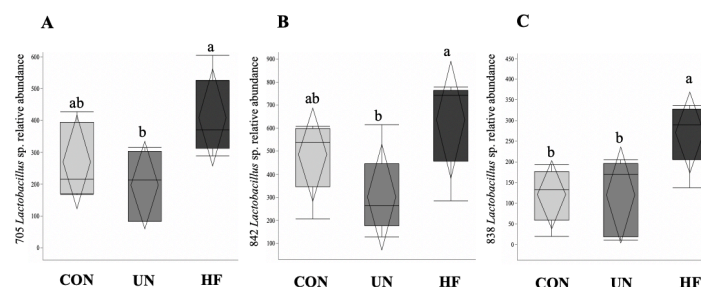 A
705 Lactobacillus sp. relative abundance
600
500
400
300
200
100
0
ab
b
a
CON
UN
HF
B
842 Lactobacillus sp. relative abundance
900
800
700
600
500
400
300
200
100
0
ab
b
a
CON
UN
HF
C
838 Lactobacillus sp. relative abundance
450
400
350
300
250
200
150
100
50
0
b
b
a
CON
UN
HF